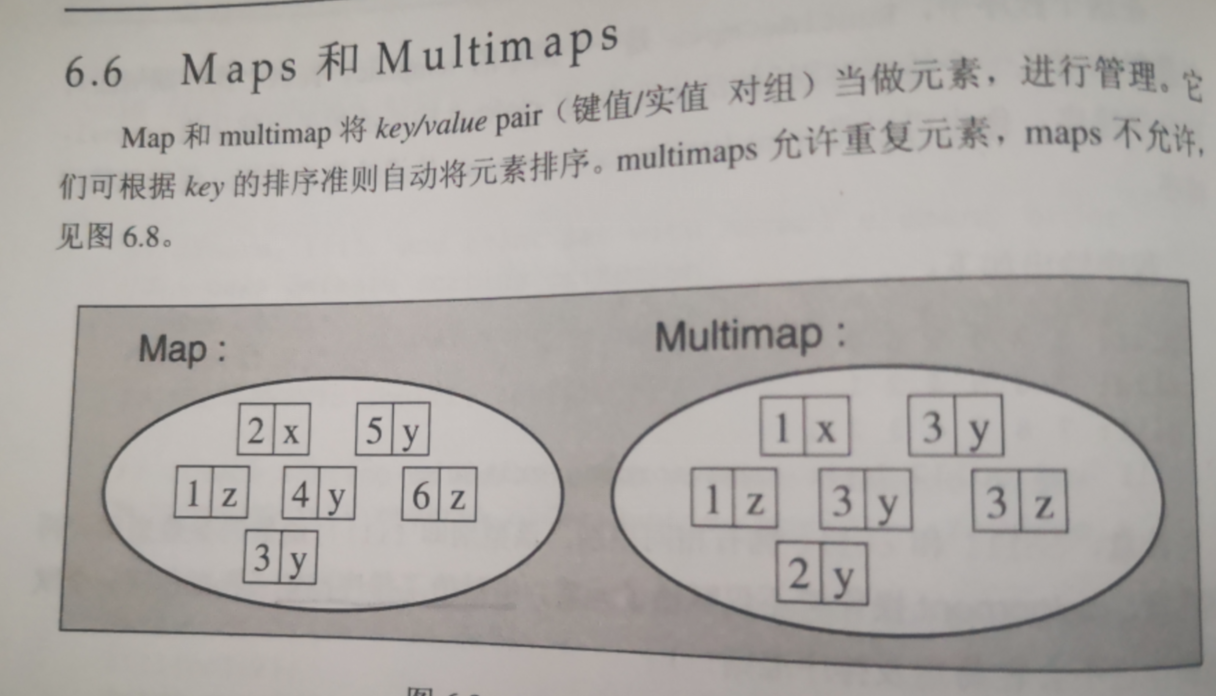 6.6 Maps 和 Multimaps
Map 和 multimap 将 key/value pair（键值/实值 对组）当做元素，进行管理。它
们可根据 key 的排序准则自动将元素排序。multimaps 允许重复元素，maps 不允许,
见图 6.8。
Map :
Multimap :
2 x 5 y
1 z 4 y 6 z
3 y
1 x 3 y
1 z 3 y 3 z
2 y